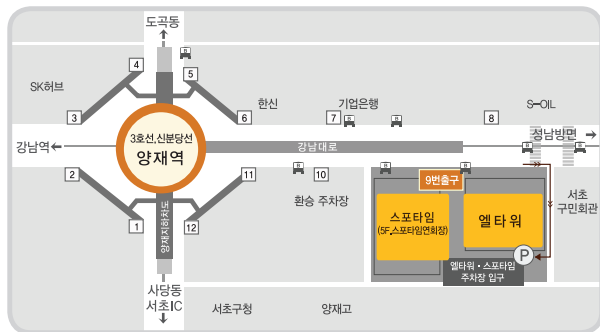 도곡동
4
5
SK허브
3
6
한신
7
기업은행
8
S-OIL
3호선,신분당선
양재역
강남역
강남대로
성남방면
2
11
10
환승 주차장
9번출구
1
12
양재지하차도
스포타임
(5F,스포타임연회장)
엘타워
서초
구민회관
P
엘타워·스포타임
주차장 입구
사당동
서초IC
서초구청
양재고